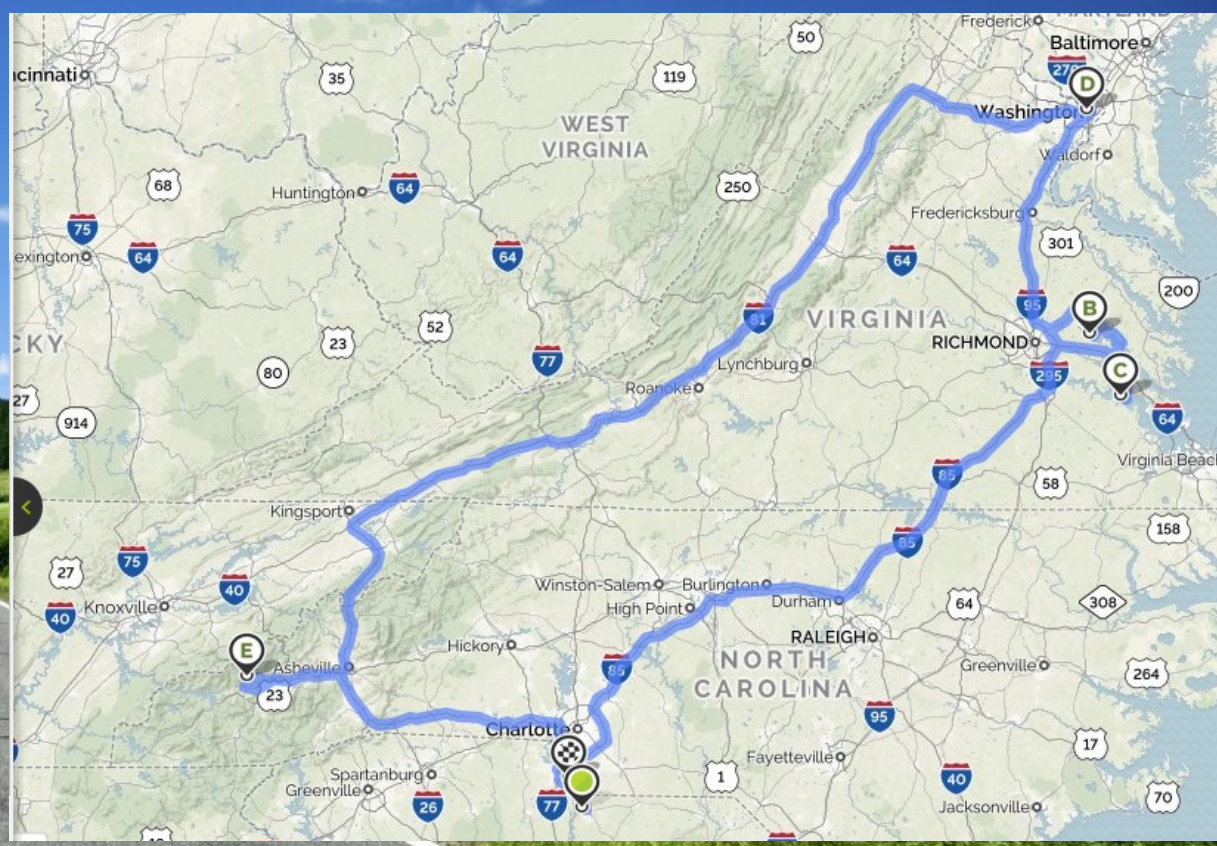 Frederick
MARYLAND
50
Baltimore
ncinnati
35
119
270
D
Washington
WEST
VIRGINIA
Waldorf
68
Huntington
64
250
Fredericksburg
75
64
exington
64
64
301
95
200
B
81
VIRGINIA
52
23
77
RICHMOND
CKY
80
Lynchburg
295
C
Roanoke
27
914
64
Virginia Beach
85
58
Kingsport
158
85
75
27
40
Winston-Salem
Burlington
40
Knoxville
High Point
Durham
64
308
RALEIGH
E
Asheville
Hickory
85
NORTH
CAROLINA
Greenville
264
23
95
Charlotte
17
Fayetteville
Spartanburg
Greenville
26
77
1
40
Jacksonville
70